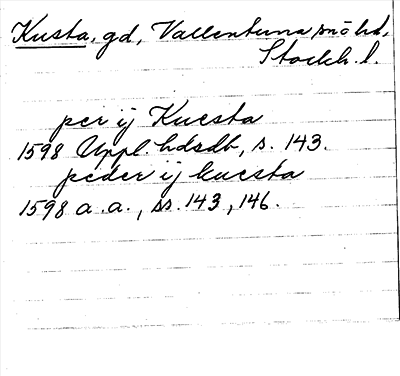 Kusta, gd, Vallentuna snö hd,
Stockh. l.
per ij Kuesta
1598 Uppl. hdsdb, s. 143.
peder ij kuesta
1598 a.a., ss. 143, 146.